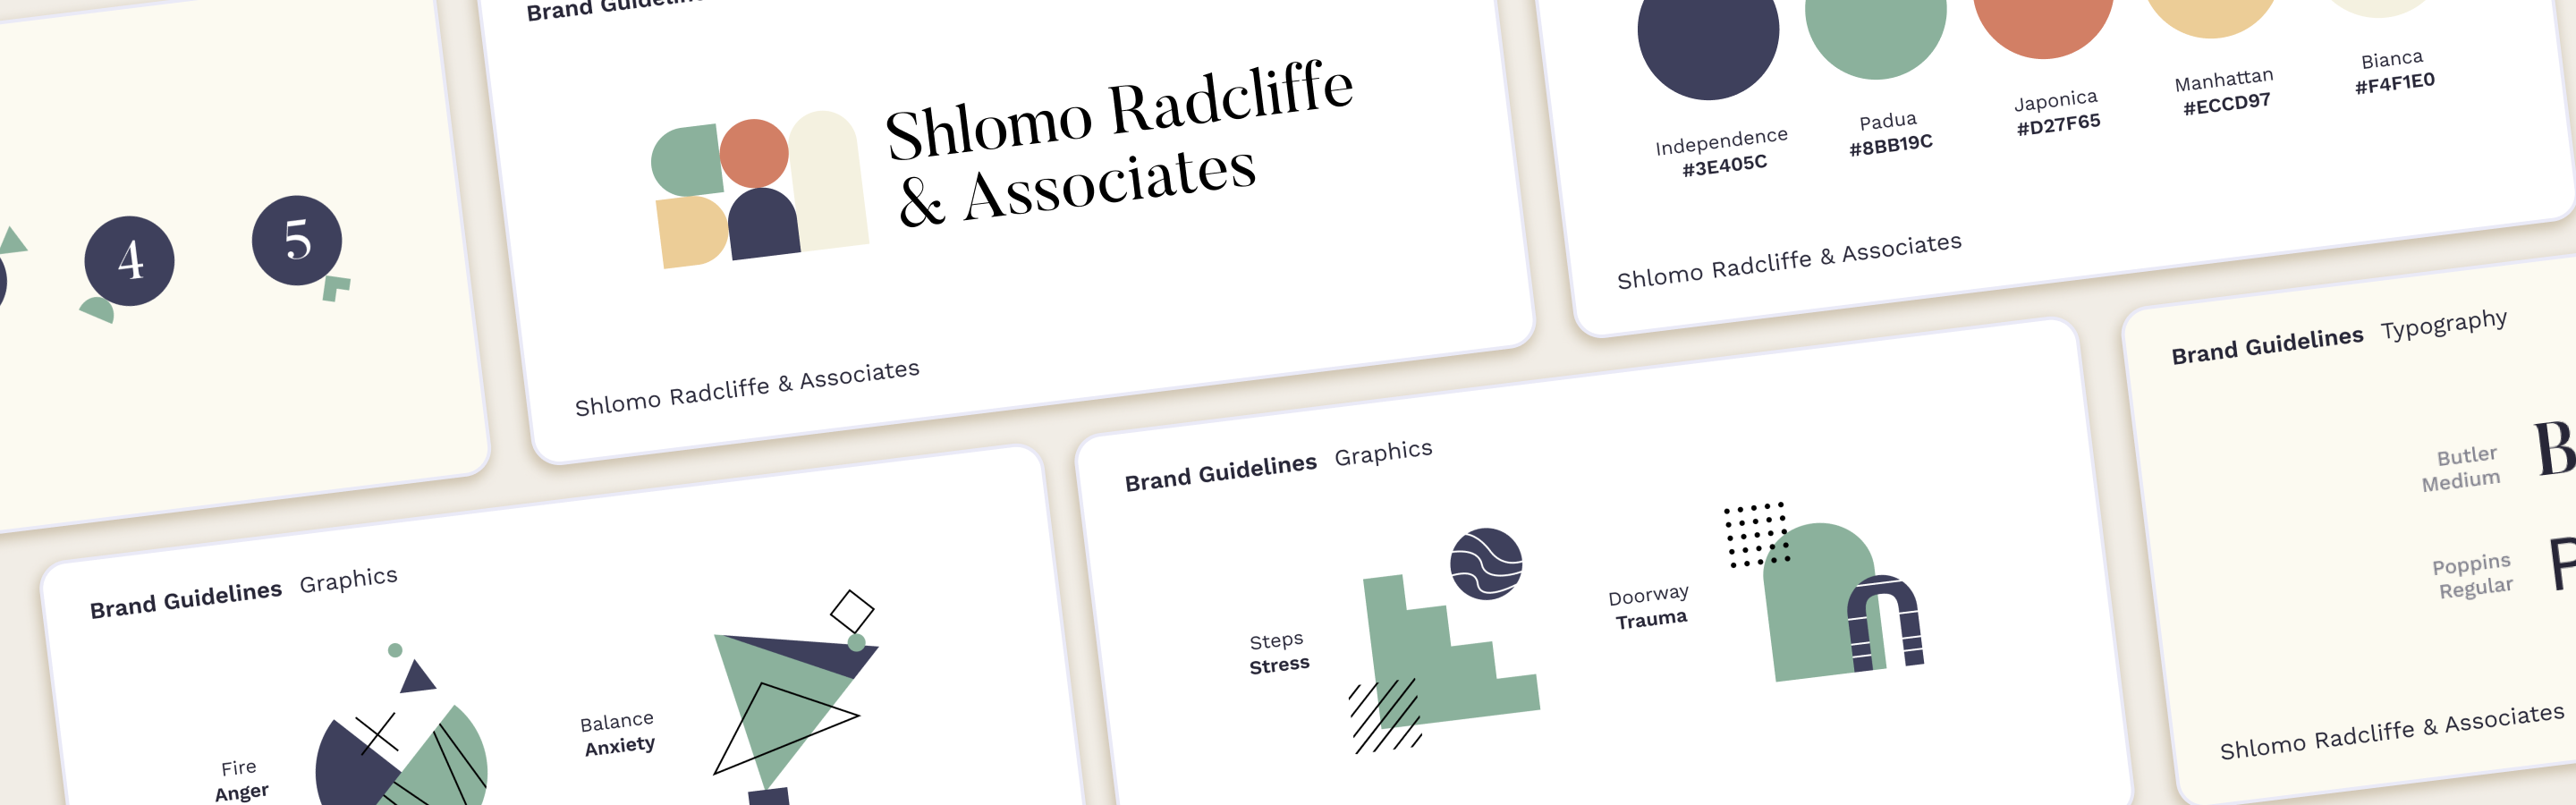 4
5
Brand
Shlomo Radcliffe
& Associates
Shlomo Radcliffe & Associates
Independence
#3E405C
Padua
#8BB19C
Japonica
#D27F65
Manhattan
#ECCD97
Bianca
#F4F1E0
Shlomo Radcliffe & Associates
Brand Guidelines Graphics
Fire
Anger
Balance
Anxiety
Brand Guidelines Graphics
Steps
Stress
Doorway
Trauma
Brand Guidelines Typography
Butler
Medium
B
Poppins
Regular
P
Shlomo Radcliffe & Associates